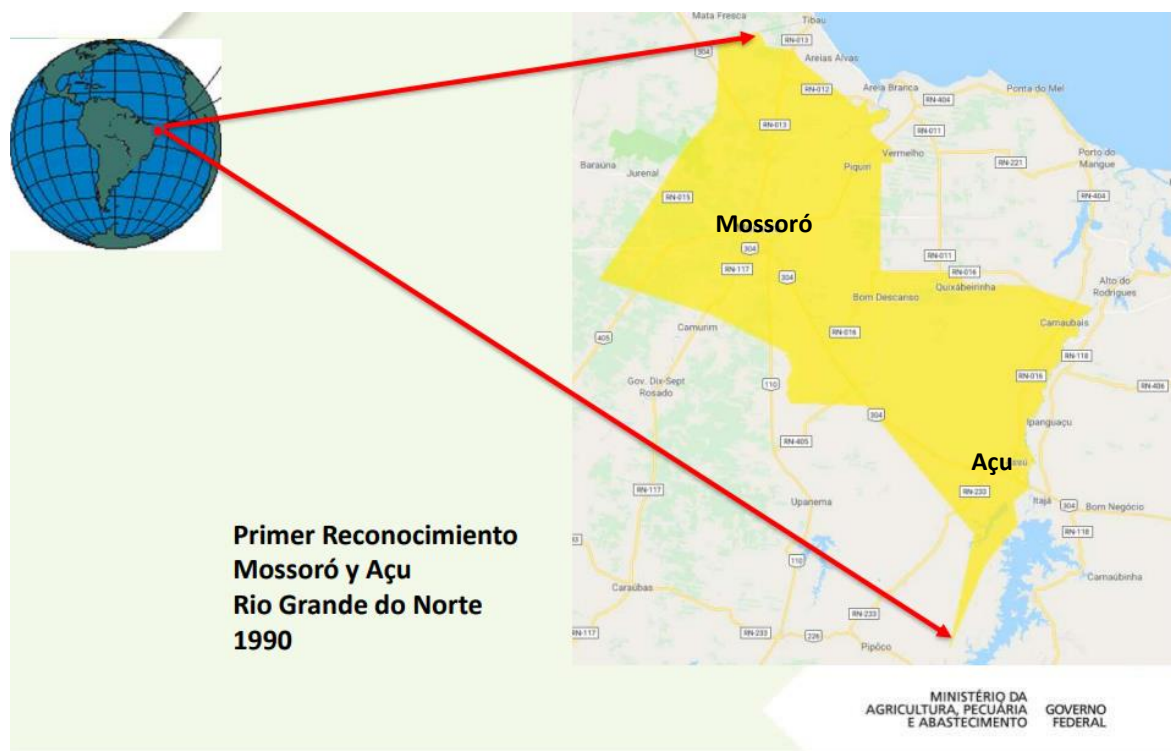 Mata Fresca
Tibau
304
RN-013
Areias Alvas
RN-012
Areia Branca
RN-404
Ponta do Mel
RN-013
RN-011
Baraúna
Jurenal
Piquiri
Vermelho
RN-221
Porto do
Mangue
RN-015
RN-404
Mossoró
304
RN-117
304
RN-011
RN-016
Quixabeirinha
Alto do
Rodrigues
Bom Descanso
Carnaubais
405
Camurim
RN-016
RN-118
Gov. Dix-Sept
Rosado
110
RN-016
RN-406
304
Ipanguaçu
RN-405
Açu
RN-117
RN-233
Itajá
304
Bom Negócio
Upanema
RN-118
110
Carnaúbinha
Caraúbas
RN-233
RN-117
RN-233
226
Pipôco
Primer Reconocimiento
Mossoró y Açu
Rio Grande do Norte
1990
MINISTÉRIO DA
AGRICULTURA, PECUÁRIA
E ABASTECIMENTO
GOVERNO
FEDERAL